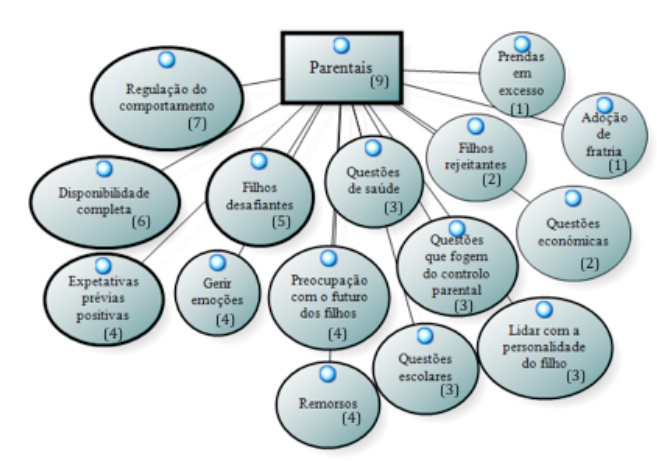 Parentais
(9)
Regulação do
comportamento
(7)
Prendas
em
excesso
(1)
Adoção
de
fratria
(1)
Filhos
rejeitantes
(2)
Questões
de saúde
(3)
Filhos
desafiantes
(5)
Disponibilidade
completa
(6)
Questões
económicas
(2)
Questões
que fogem
do controlo
parental
(3)
Expetativas
prévias
positivas
(4)
Gerir
emoções
(4)
Preocupação
com o futuro
dos filhos
(4)
Lidar com a
personalidade
do filho
(3)
Questões
escolares
(3)
Remorsos
(4)